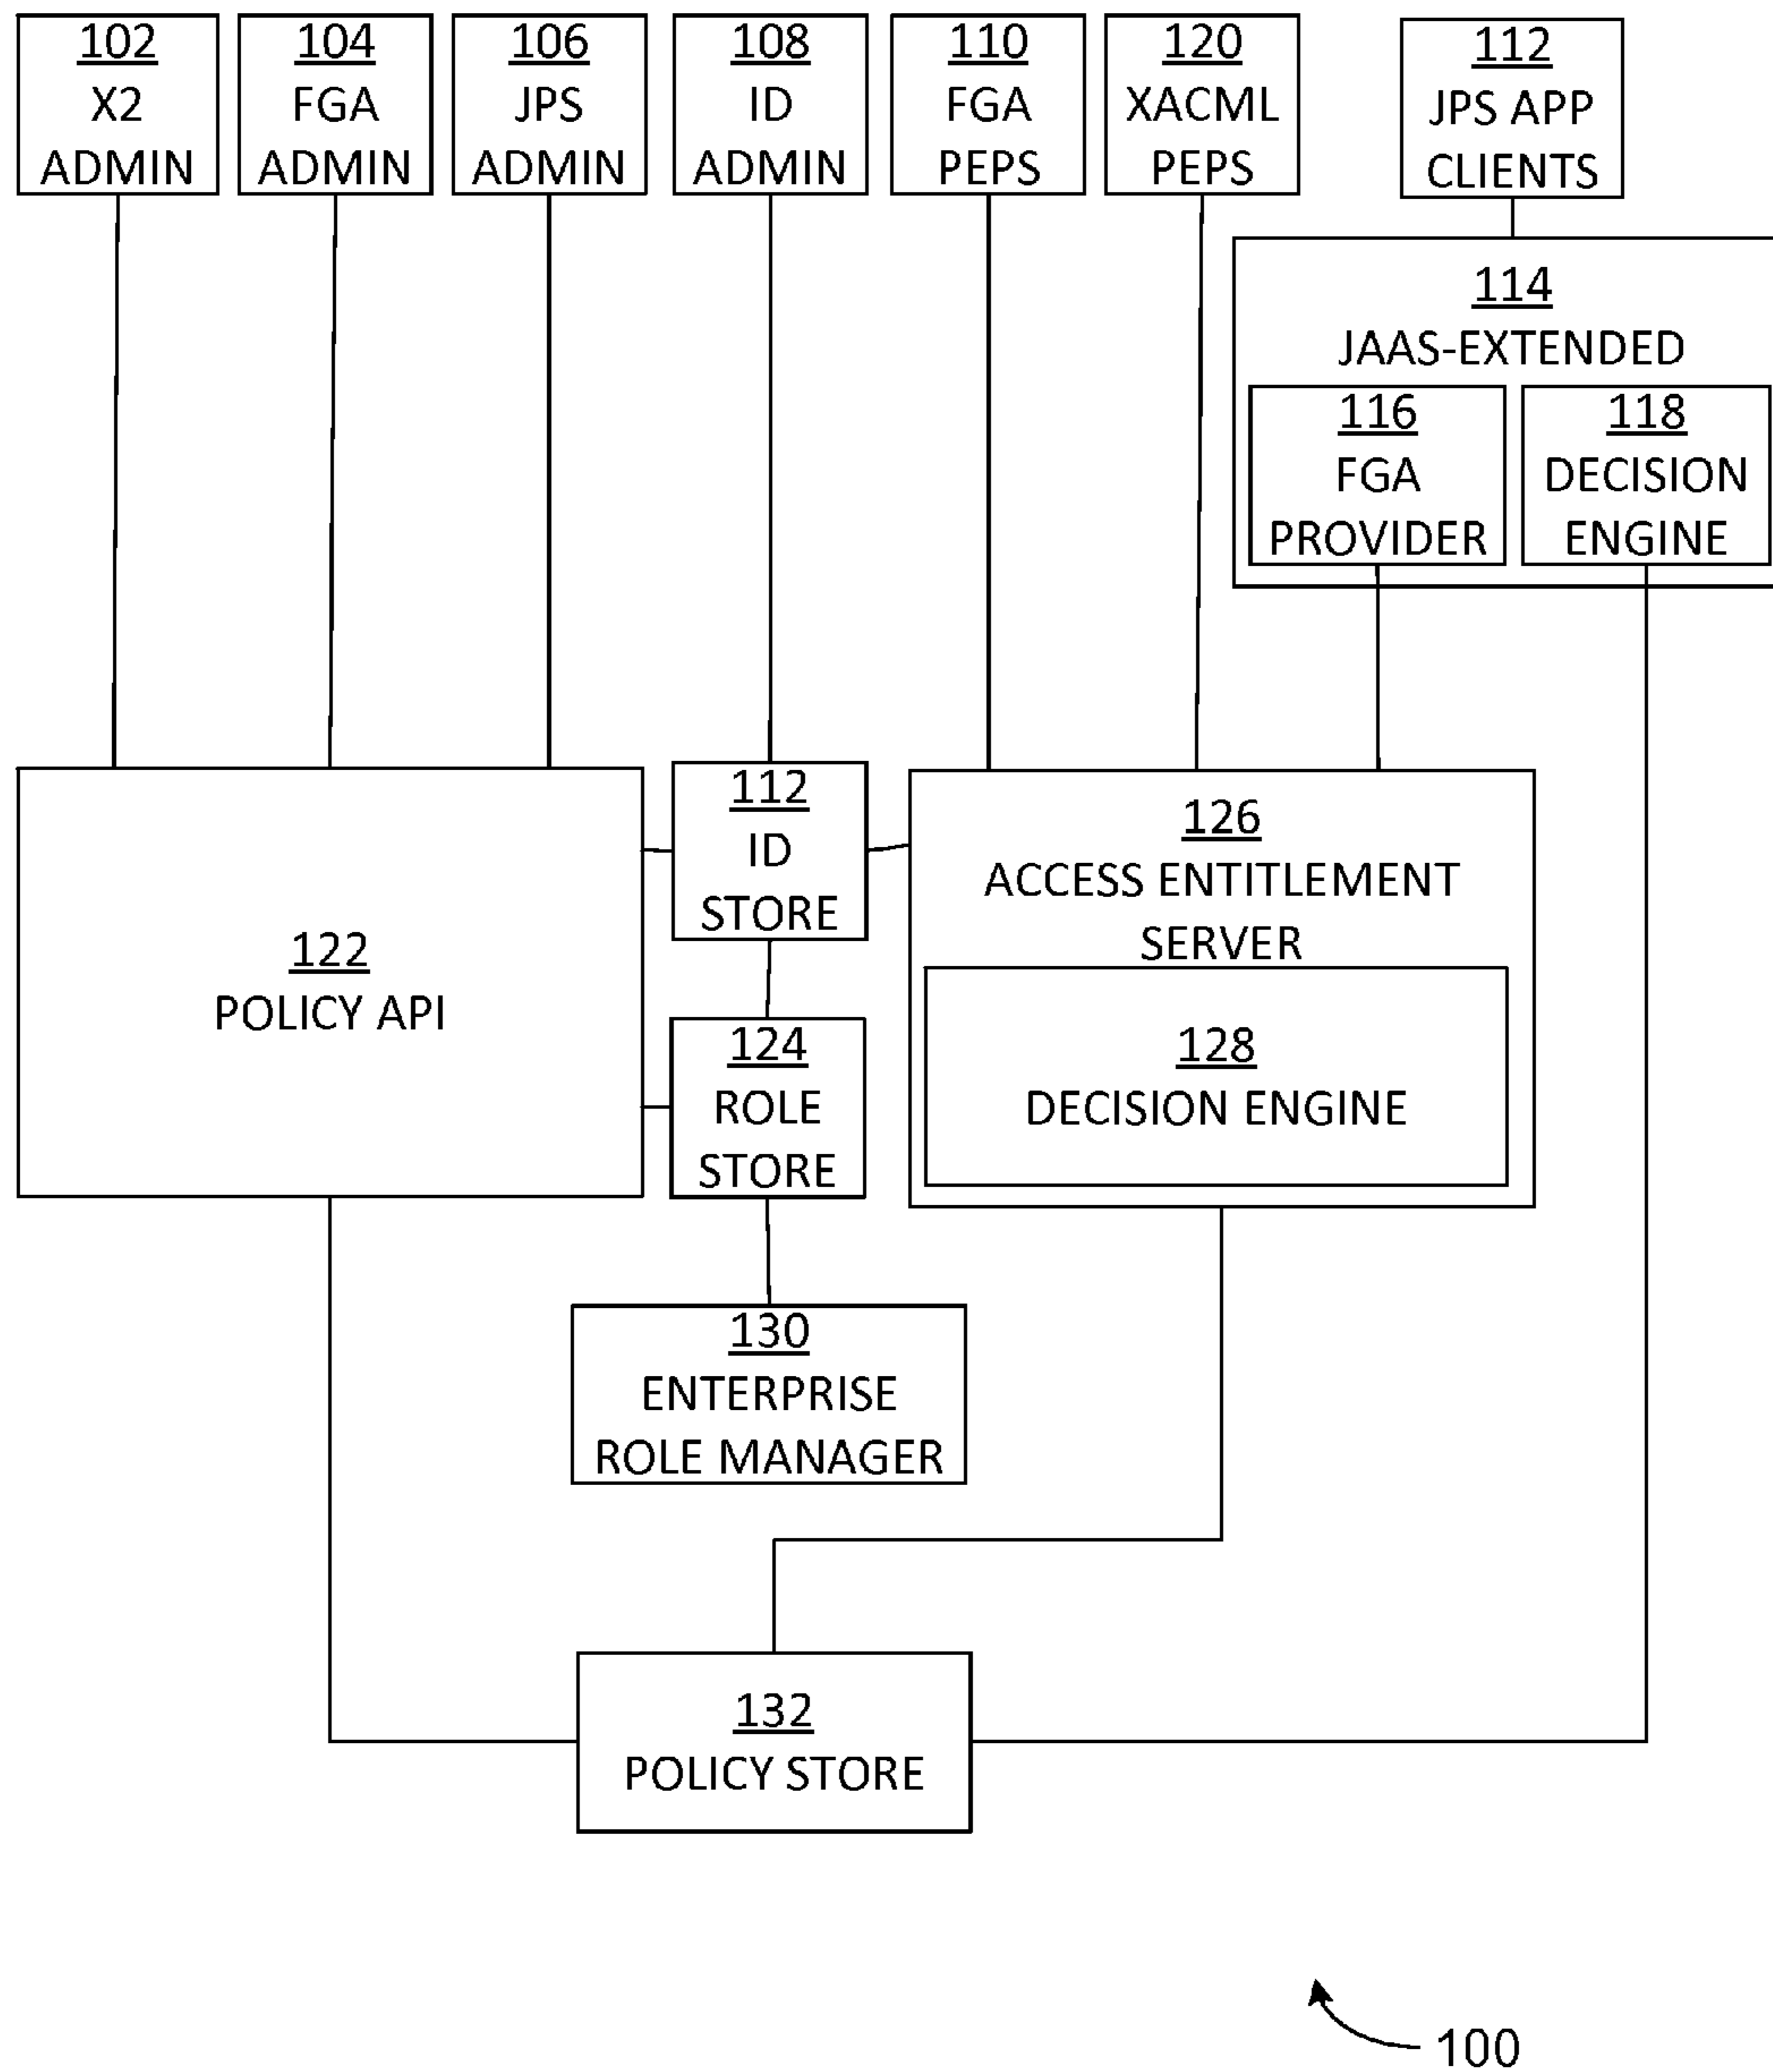 102
X2
ADMIN
104
FGA
ADMIN
106
JPS
ADMIN
108
ID
ADMIN
110
FGA
PEPS
120
XACML
PEPS
112
JPS APP
CLIENTS
114
JAAS-EXTENDED
116
FGA
PROVIDER
118
DECISION
ENGINE
122
POLICY API
112
ID
STORE
124
ROLE
STORE
126
ACCESS ENTITLEMENT
SERVER
128
DECISION ENGINE
130
ENTERPRISE
ROLE MANAGER
132
POLICY STORE
100